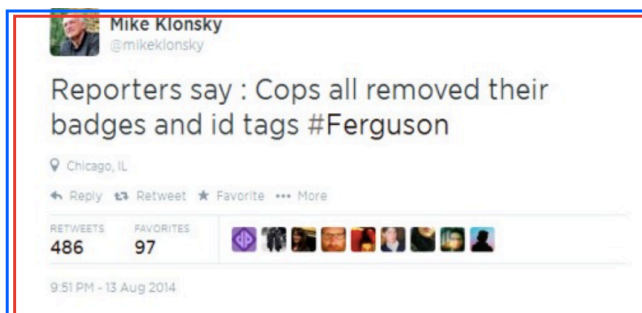 Mike Klonsky
@mikeklonsky
Reporters say : Cops all removed their
badges and id tags #Ferguson
Chicago, IL
Reply Retweet Favorite More
RETWEETS FAVORITES
486 97
9:51 PM - 13 Aug 2014